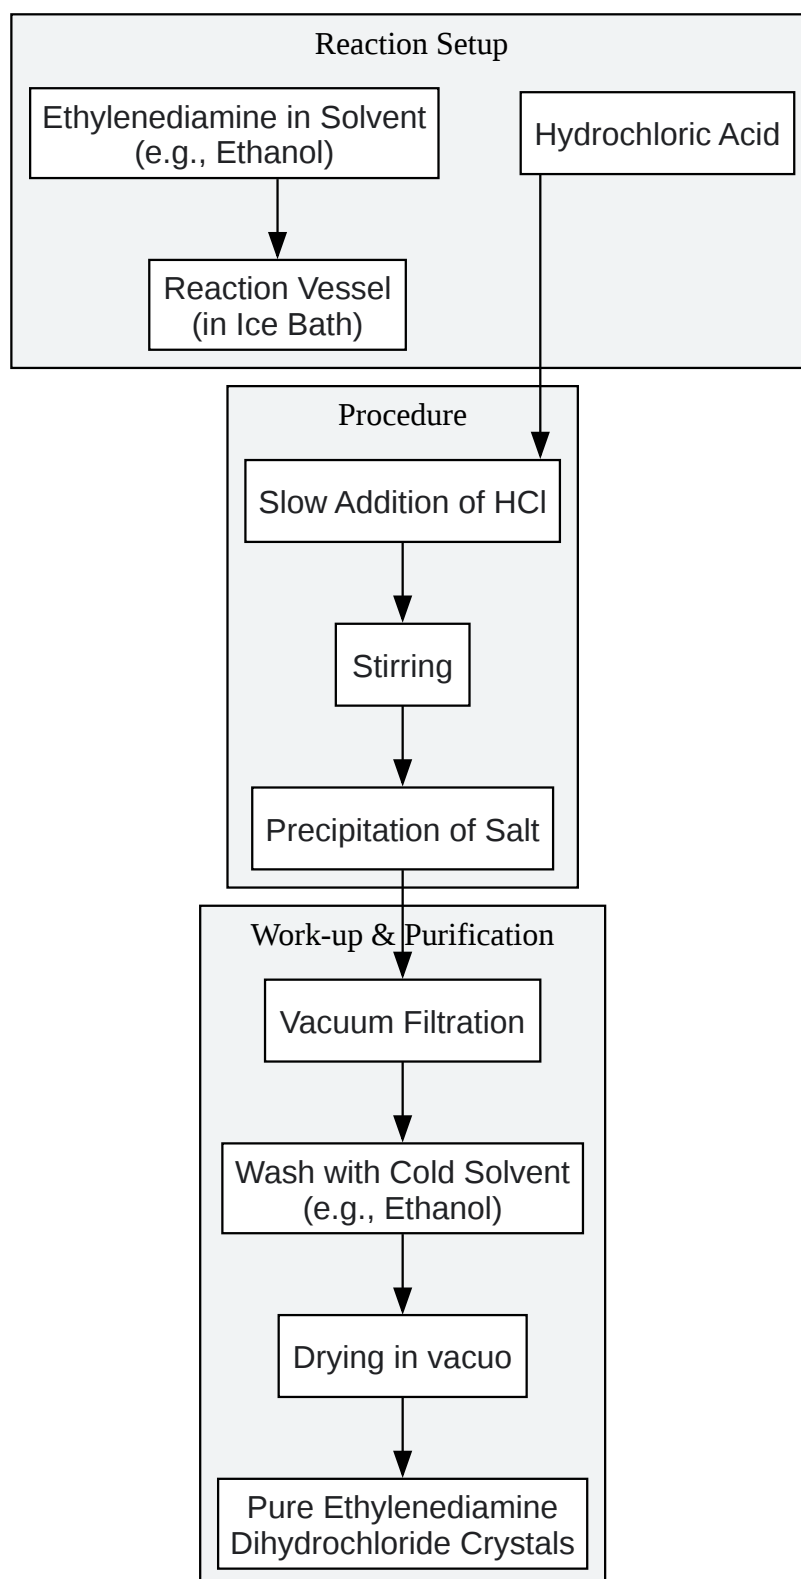 Reaction Setup
Ethylenediamine in Solvent
(e.g., Ethanol)
Hydrochloric Acid
Reaction Vessel
(in Ice Bath)
Procedure
Slow Addition of HCl
Stirring
Precipitation of Salt
Work-up & Purification
Vacuum Filtration
Wash with Cold Solvent
(e.g., Ethanol)
Drying in vacuo
Pure Ethylenediamine
Dihydrochloride Crystals